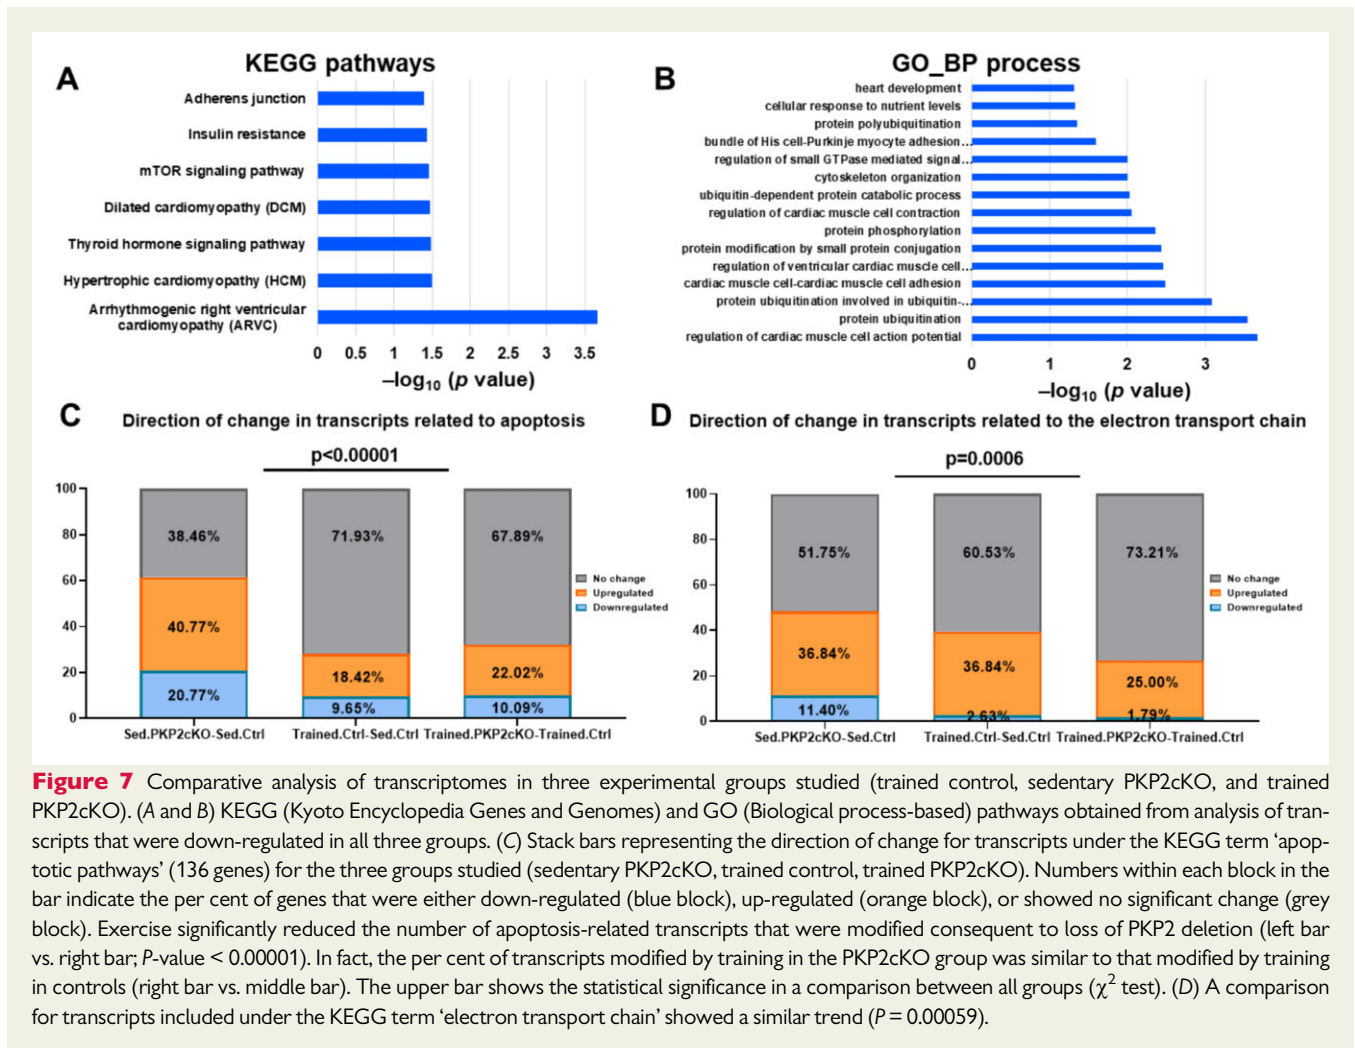 A
KEGG pathways
Adherens junction
Insulin resistance
mTOR signaling pathway
Dilated cardiomyopathy (DCM)
Thyroid hormone signaling pathway
Hypertrophic cardiomyopathy (HCM)
Arrhythmogenic right ventricular
cardiomyopathy (ARVC)
0 0.5 1 1.5 2 2.5 3 3.5
–log10 (p value)
B
GO_BP process
heart development
cellular response to nutrient levels
protein polyubiquitination
bundle of His cell-Purkinje myocyte adhesion...
regulation of small GTPase mediated signal...
cytoskeleton organization
ubiquitin-dependent protein catabolic process
regulation of cardiac muscle cell contraction
protein phosphorylation
protein modification by small protein conjugation
regulation of ventricular cardiac muscle cell...
cardiac muscle cell-cardiac muscle cell adhesion
protein ubiquitination involved in ubiquitin-...
protein ubiquitination
regulation of cardiac muscle cell action potential
0 1 2 3
–log10 (p value)
C
Direction of change in transcripts related to apoptosis
p<0.00001
100
80
60
40
20
0
38.46%
40.77%
20.77%
71.93%
18.42%
9.65%
67.89%
22.02%
10.09%
No change
Upregulated
Downregulated
Sed.PKP2cKO-Sed.Ctrl Trained.Ctrl-Sed.Ctrl Trained.PKP2cKO-Trained.Ctrl
D
Direction of change in transcripts related to the electron transport chain
p=0.0006
100
80
60
40
20
0
51.75%
36.84%
11.40%
60.53%
36.84%
2.63%
73.21%
25.00%
1.79%
No change
Upregulated
Downregulated
Sed.PKP2cKO-Sed.Ctrl Trained.Ctrl-Sed.Ctrl Trained.PKP2cKO-Trained.Ctrl
Figure 7 Comparative analysis of transcriptomes in three experimental groups studied (trained control, sedentary PKP2cKO, and trained
PKP2cKO). (A and B) KEGG (Kyoto Encyclopedia Genes and Genomes) and GO (Biological process-based) pathways obtained from analysis of tran-
scripts that were down-regulated in all three groups. (C) Stack bars representing the direction of change for transcripts under the KEGG term ‘apop-
totic pathways’ (136 genes) for the three groups studied (sedentary PKP2cKO, trained control, trained PKP2cKO). Numbers within each block in the
bar indicate the per cent of genes that were either down-regulated (blue block), up-regulated (orange block), or showed no significant change (grey
block). Exercise significantly reduced the number of apoptosis-related transcripts that were modified consequent to loss of PKP2 deletion (left bar
vs. right bar; P-value < 0.00001). In fact, the per cent of transcripts modified by training in the PKP2cKO group was similar to that modified by training
in controls (right bar vs. middle bar). The upper bar shows the statistical significance in a comparison between all groups (χ2 test). (D) A comparison
for transcripts included under the KEGG term ‘electron transport chain’ showed a similar trend (P = 0.00059).